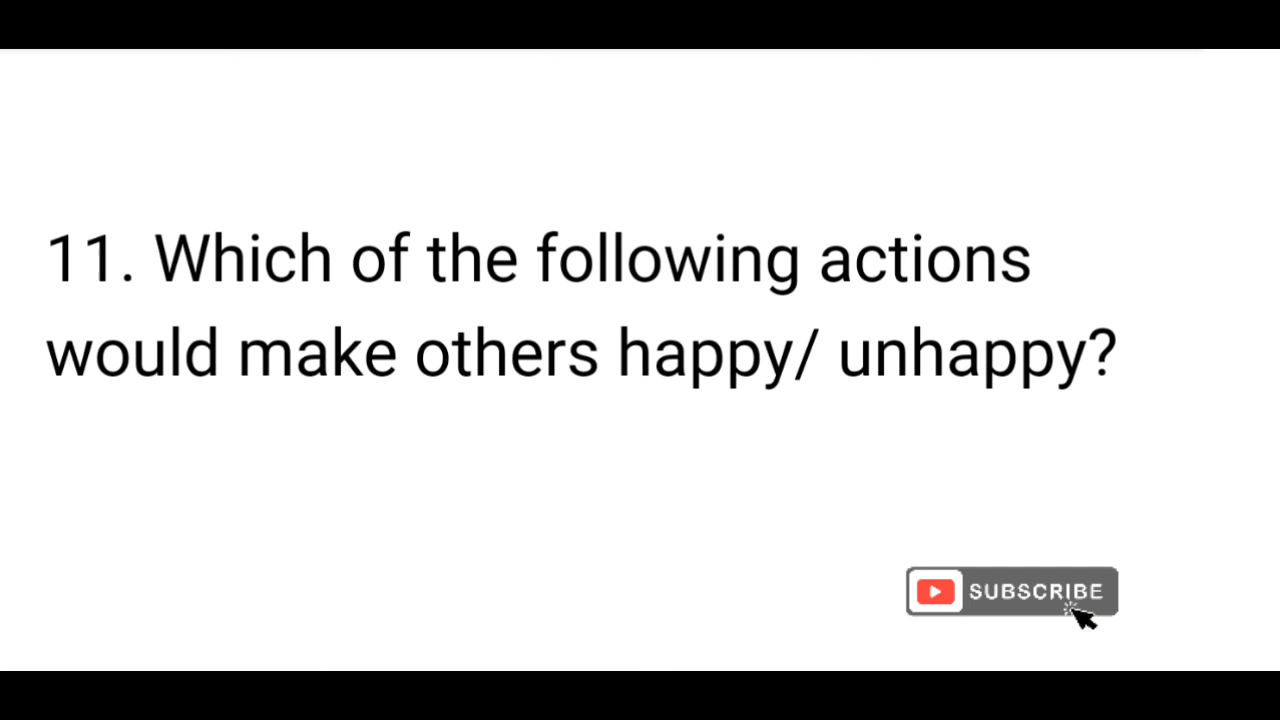 11. Which of the following actions
would make others happy/ unhappy?
SUBSCRIBE